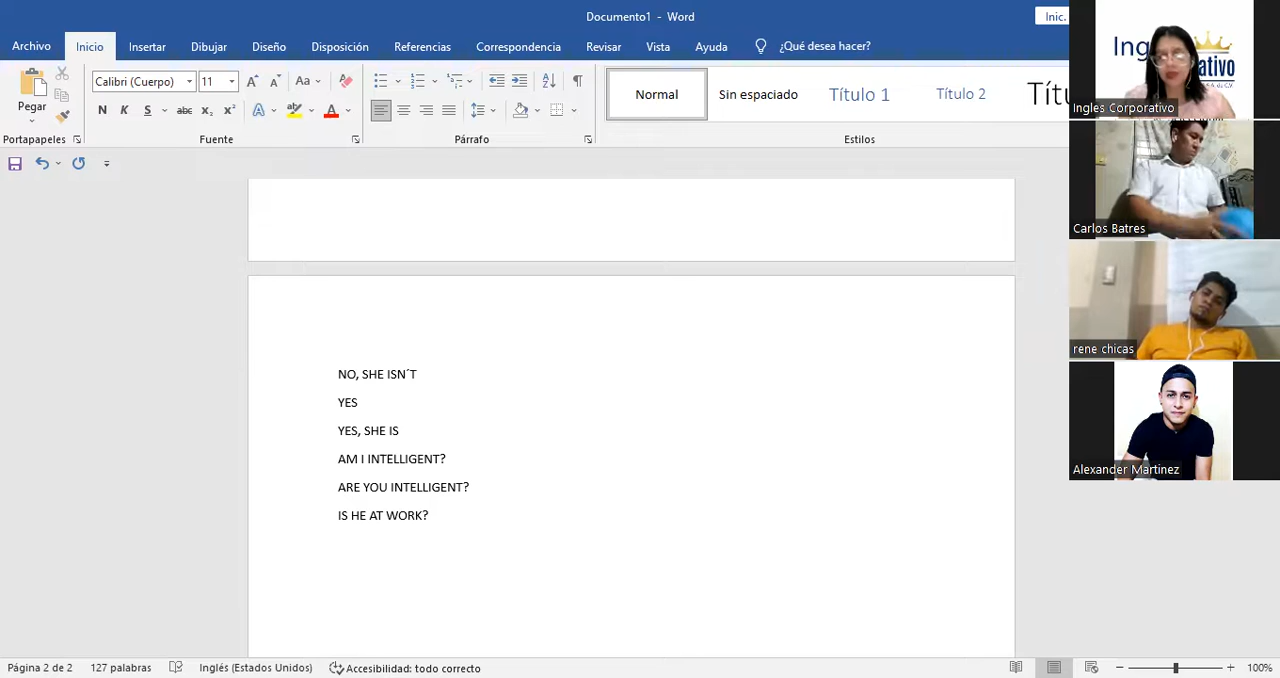 Documento1 - Word
Inic.
Archivo Inicio Insertar Dibujar Diseño Disposición Referencias Correspondencia Revisar Vista Ayuda ¿Qué desea hacer?
Pegar
Calibri (Cuerpo) 11
Normal Sin espaciado Título 1 Título 2
Portapapeles Fuente Párrafo Estilos
NO, SHE ISN´T
YES
YES, SHE IS
AM I INTELLIGENT?
ARE YOU INTELLIGENT?
IS HE AT WORK?
Ingles Corporativo
Carlos Batres
rene chicas
Alexander Martinez
Página 2 de 2 127 palabras Inglés (Estados Unidos) Accesibilidad: todo correcto 100%